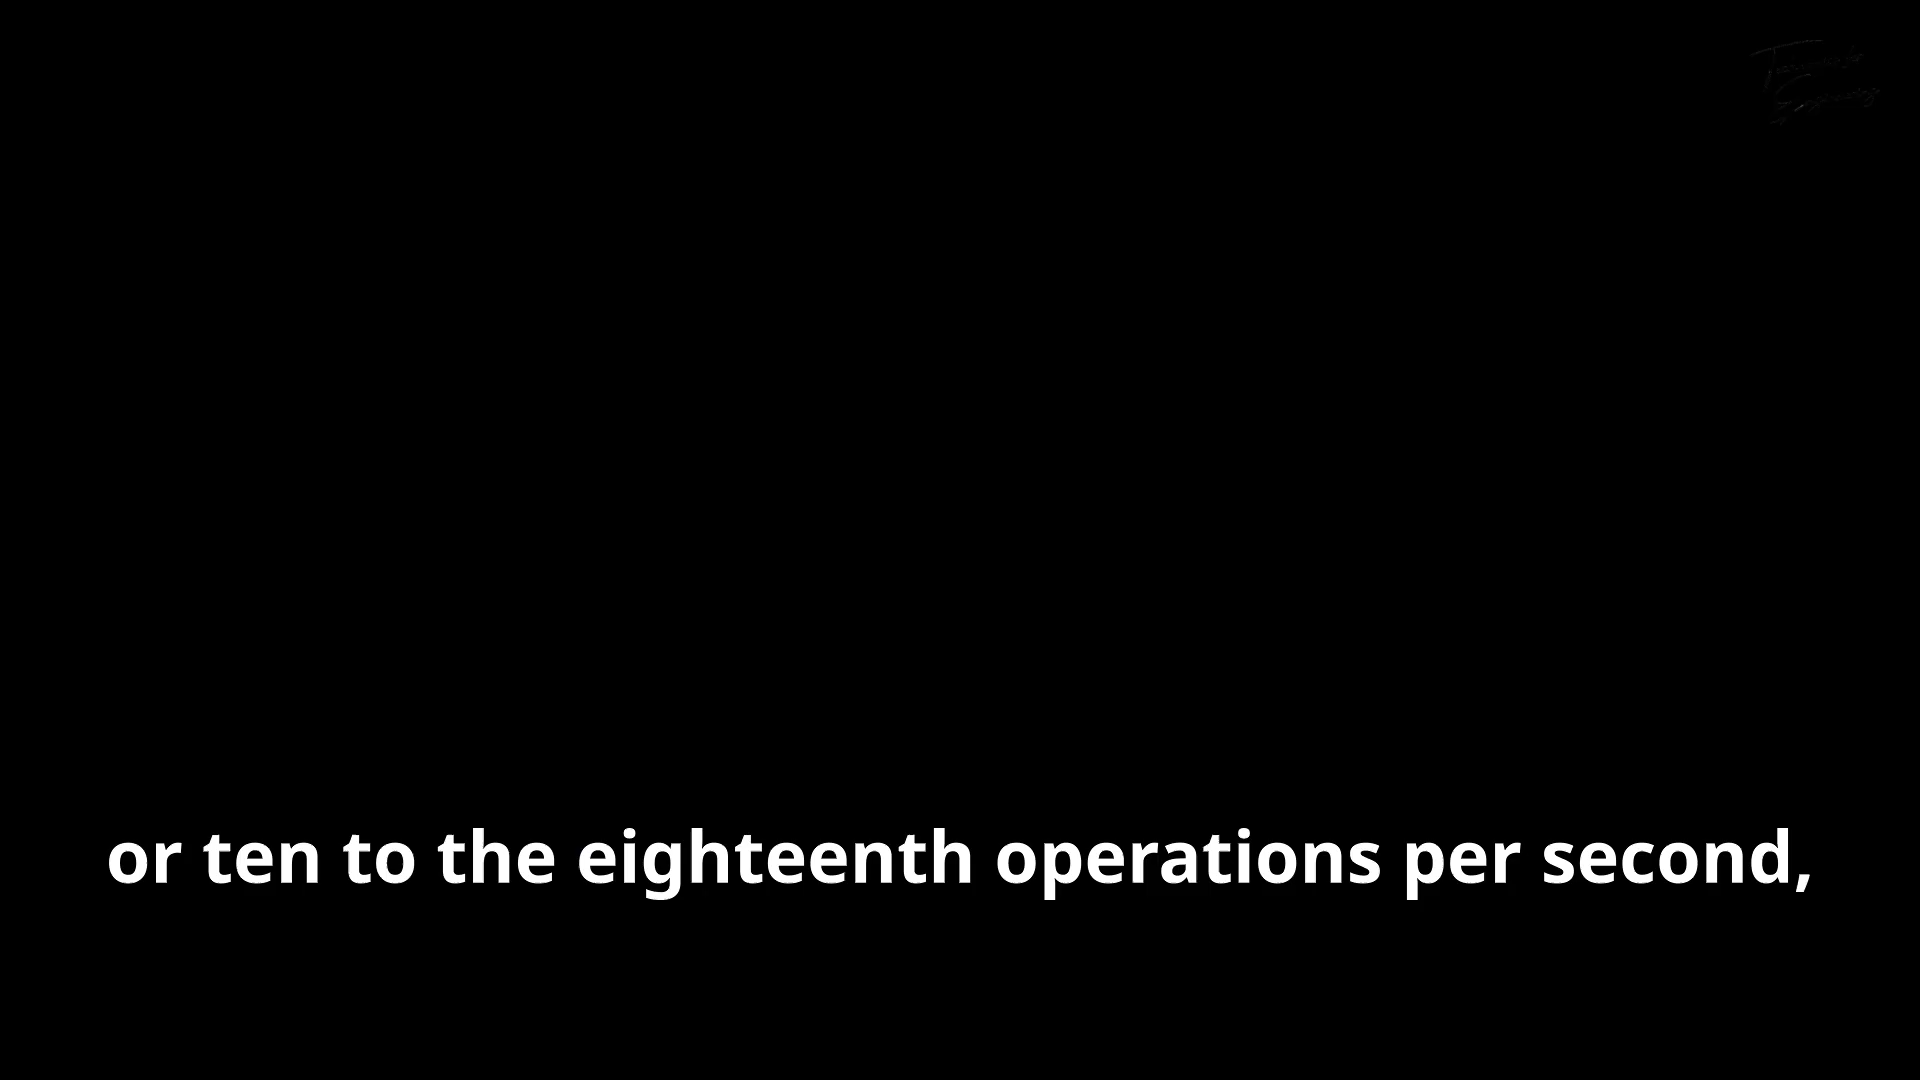 or ten to the eighteenth operations per second,